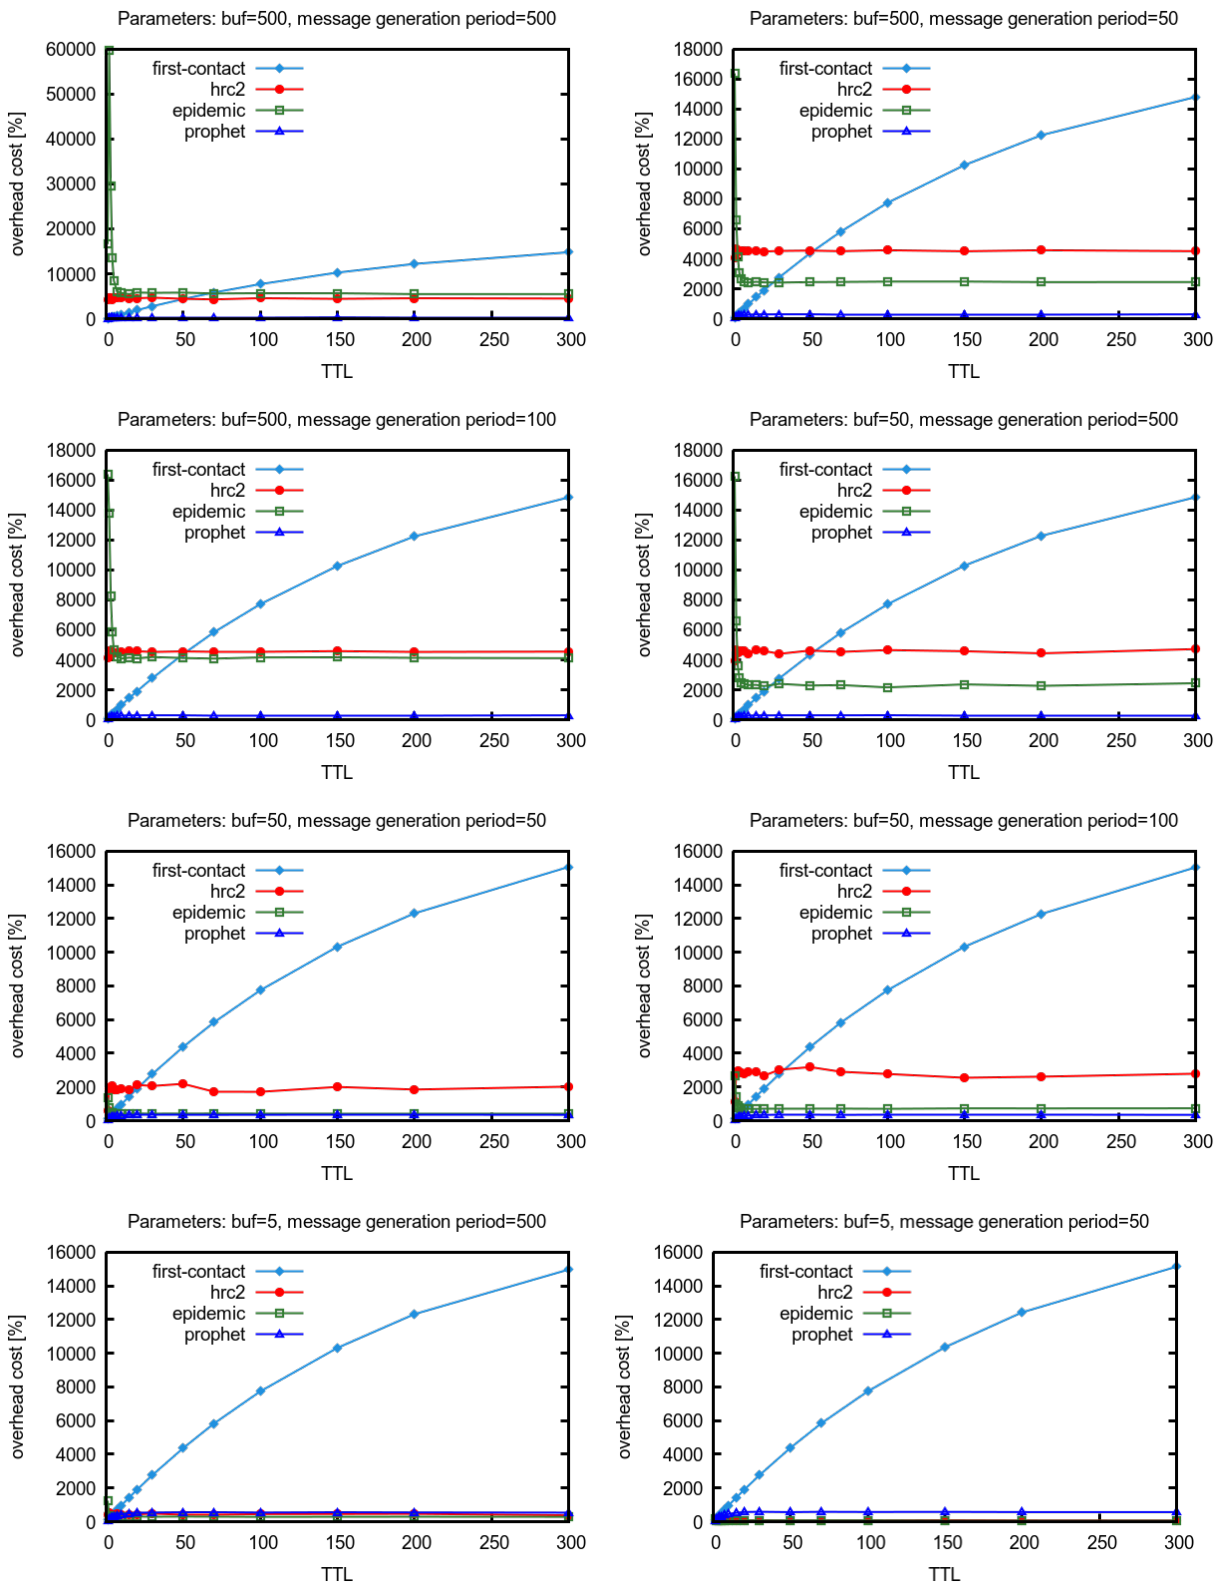 Parameters: buf=500, message generation period=500
60000
50000
40000
30000
20000
10000
0
overhead cost [%]
first-contact
hrc2
epidemic
prophet
0 50 100 150 200 250 300
TTL
Parameters: buf=500, message generation period=50
18000
16000
14000
12000
10000
8000
6000
4000
2000
0
overhead cost [%]
first-contact
hrc2
epidemic
prophet
0 50 100 150 200 250 300
TTL
Parameters: buf=500, message generation period=100
18000
16000
14000
12000
10000
8000
6000
4000
2000
0
overhead cost [%]
first-contact
hrc2
epidemic
prophet
0 50 100 150 200 250 300
TTL
Parameters: buf=50, message generation period=500
18000
16000
14000
12000
10000
8000
6000
4000
2000
0
overhead cost [%]
first-contact
hrc2
epidemic
prophet
0 50 100 150 200 250 300
TTL
Parameters: buf=50, message generation period=50
16000
14000
12000
10000
8000
6000
4000
2000
0
overhead cost [%]
first-contact
hrc2
epidemic
prophet
0 50 100 150 200 250 300
TTL
Parameters: buf=50, message generation period=100
16000
14000
12000
10000
8000
6000
4000
2000
0
overhead cost [%]
first-contact
hrc2
epidemic
prophet
0 50 100 150 200 250 300
TTL
Parameters: buf=5, message generation period=500
16000
14000
12000
10000
8000
6000
4000
2000
0
overhead cost [%]
first-contact
hrc2
epidemic
prophet
0 50 100 150 200 250 300
TTL
Parameters: buf=5, message generation period=50
16000
14000
12000
10000
8000
6000
4000
2000
0
overhead cost [%]
first-contact
hrc2
epidemic
prophet
0 50 100 150 200 250 300
TTL